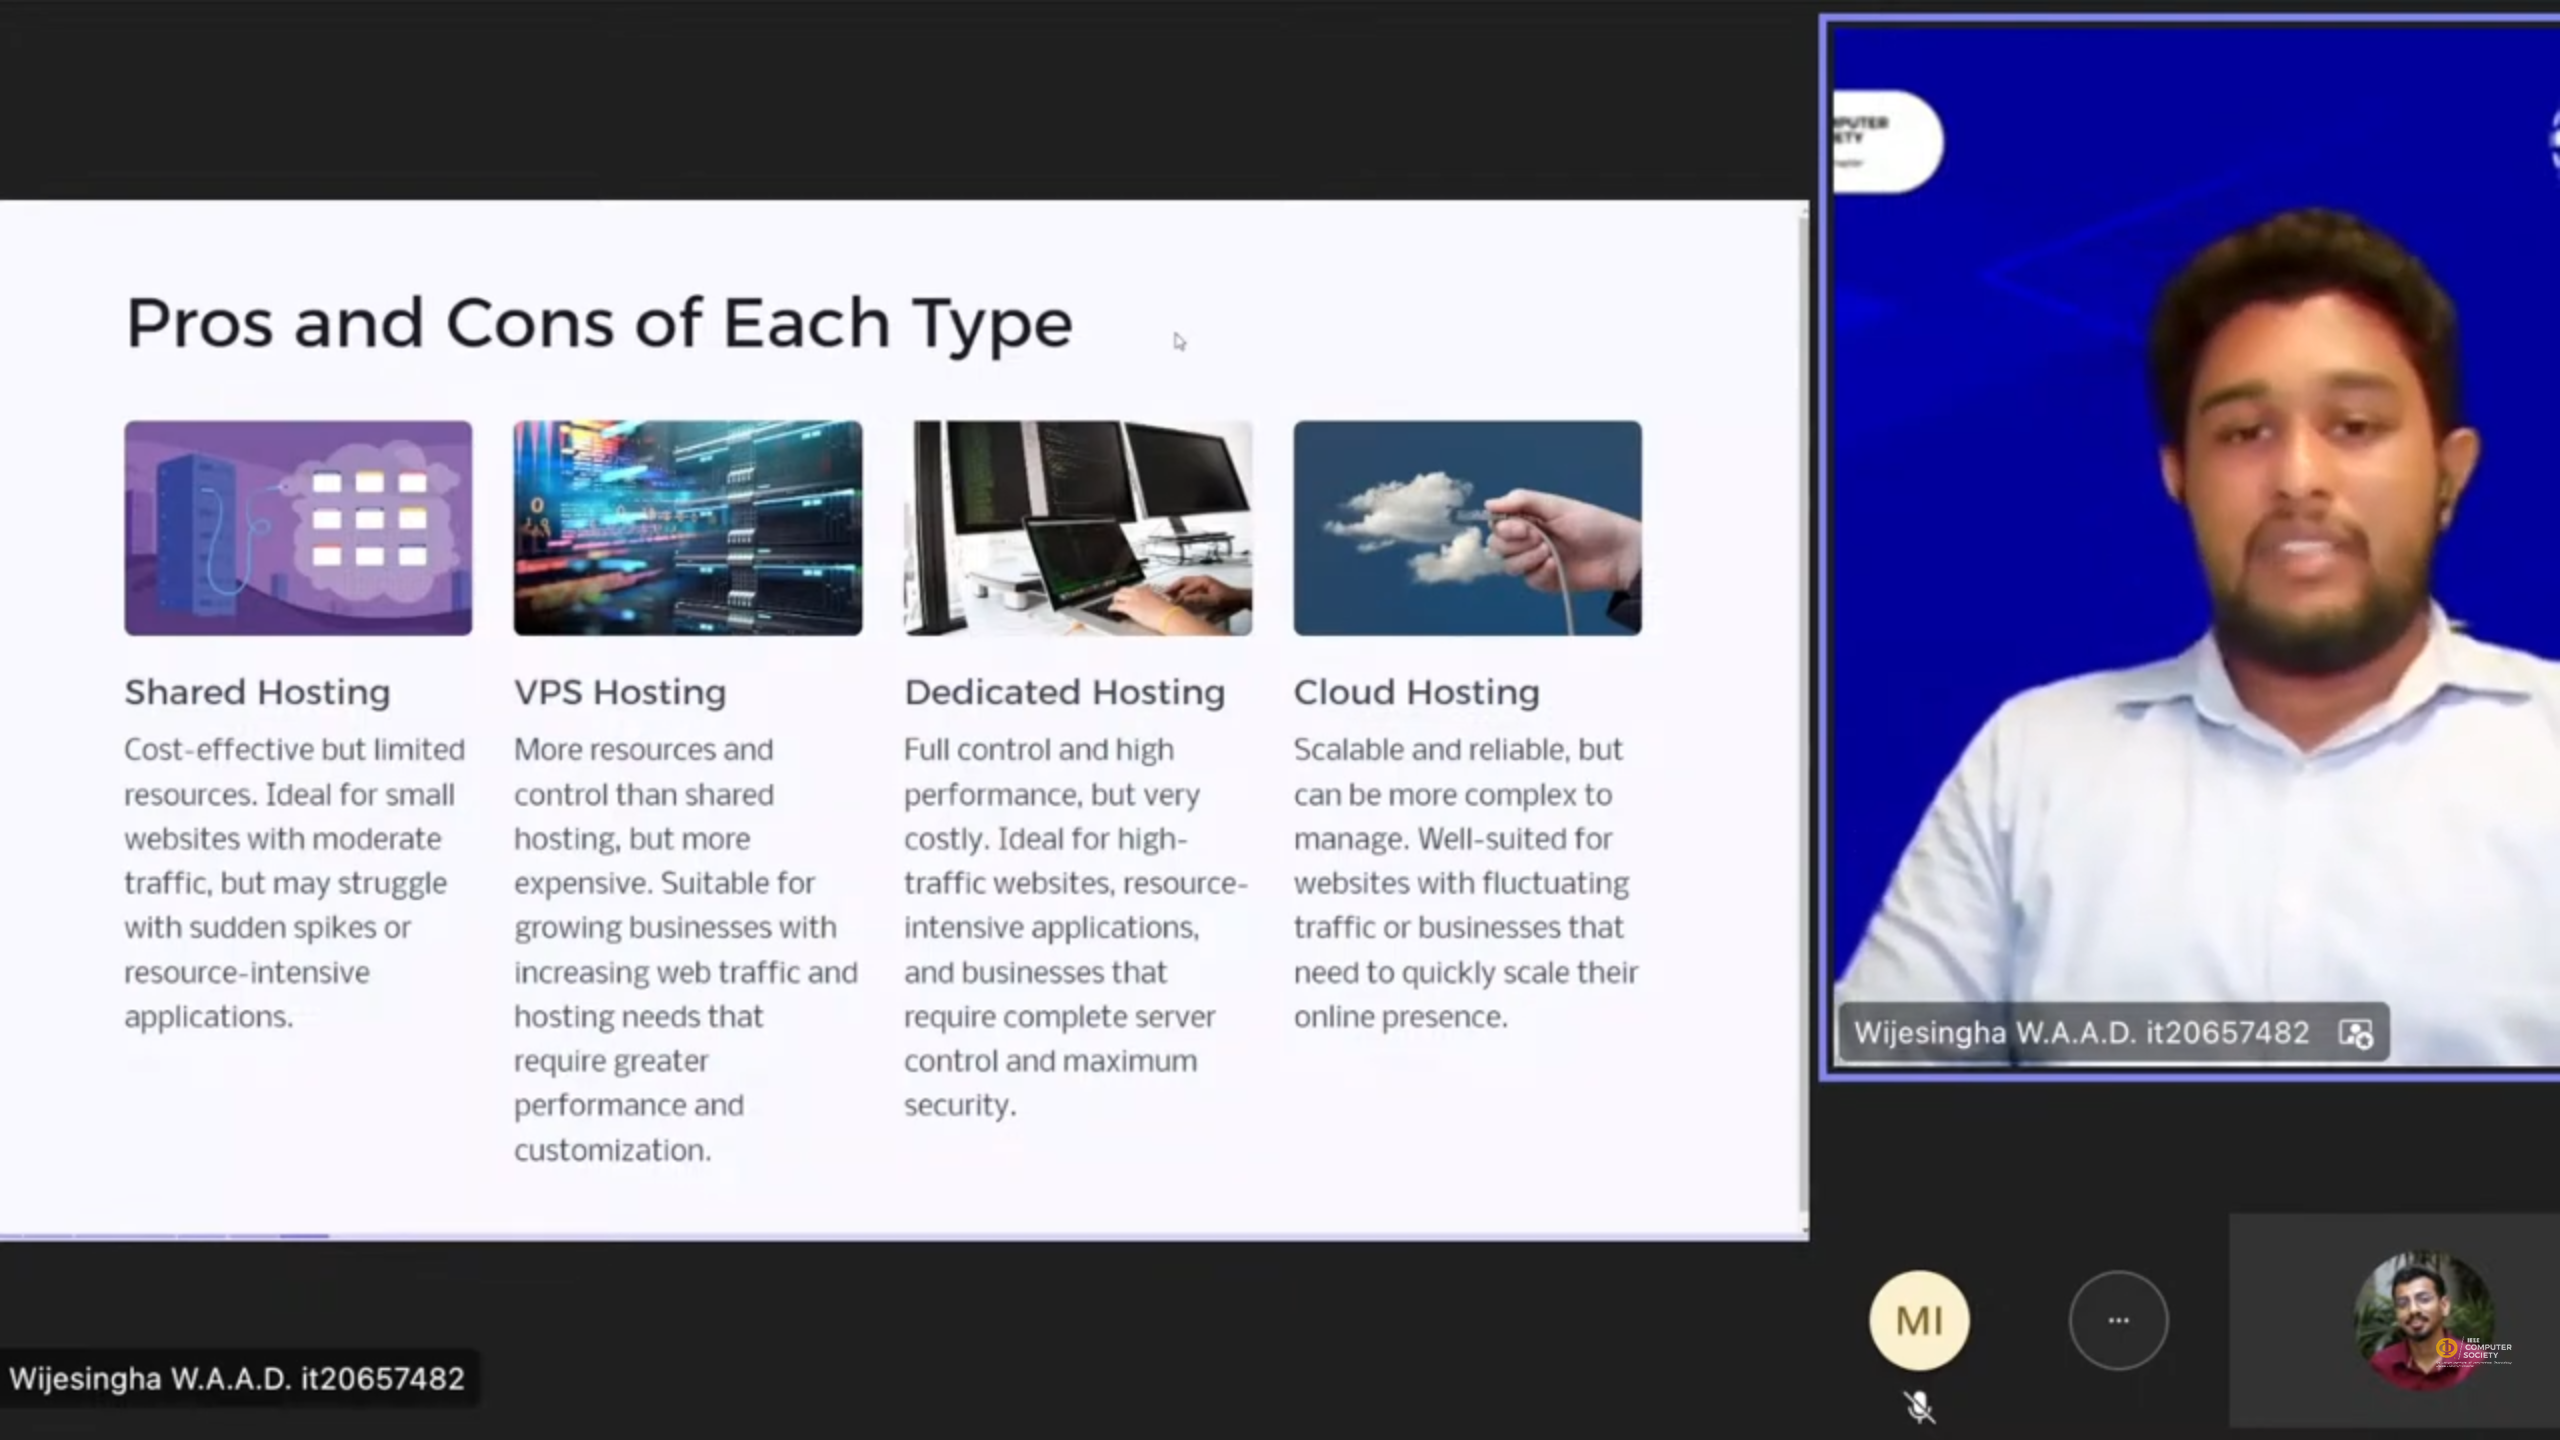 Pros and Cons of Each Type
Shared Hosting
Cost-effective but limited
resources. Ideal for small
websites with moderate
traffic, but may struggle
with sudden spikes or
resource-intensive
applications.
VPS Hosting
More resources and
control than shared
hosting, but more
expensive. Suitable for
growing businesses with
increasing web traffic and
hosting needs that
require greater
performance and
customization.
Dedicated Hosting
Full control and high
performance, but very
costly. Ideal for high-
traffic websites, resource-
intensive applications,
and businesses that
require complete server
control and maximum
security.
Cloud Hosting
Scalable and reliable, but
can be more complex to
manage. Well-suited for
websites with fluctuating
traffic or businesses that
need to quickly scale their
online presence.
Wijesingha W.A.A.D. it20657482
MI
...
IEEE
COMPUTER
SOCIETY
Wijesingha W.A.A.D. it20657482